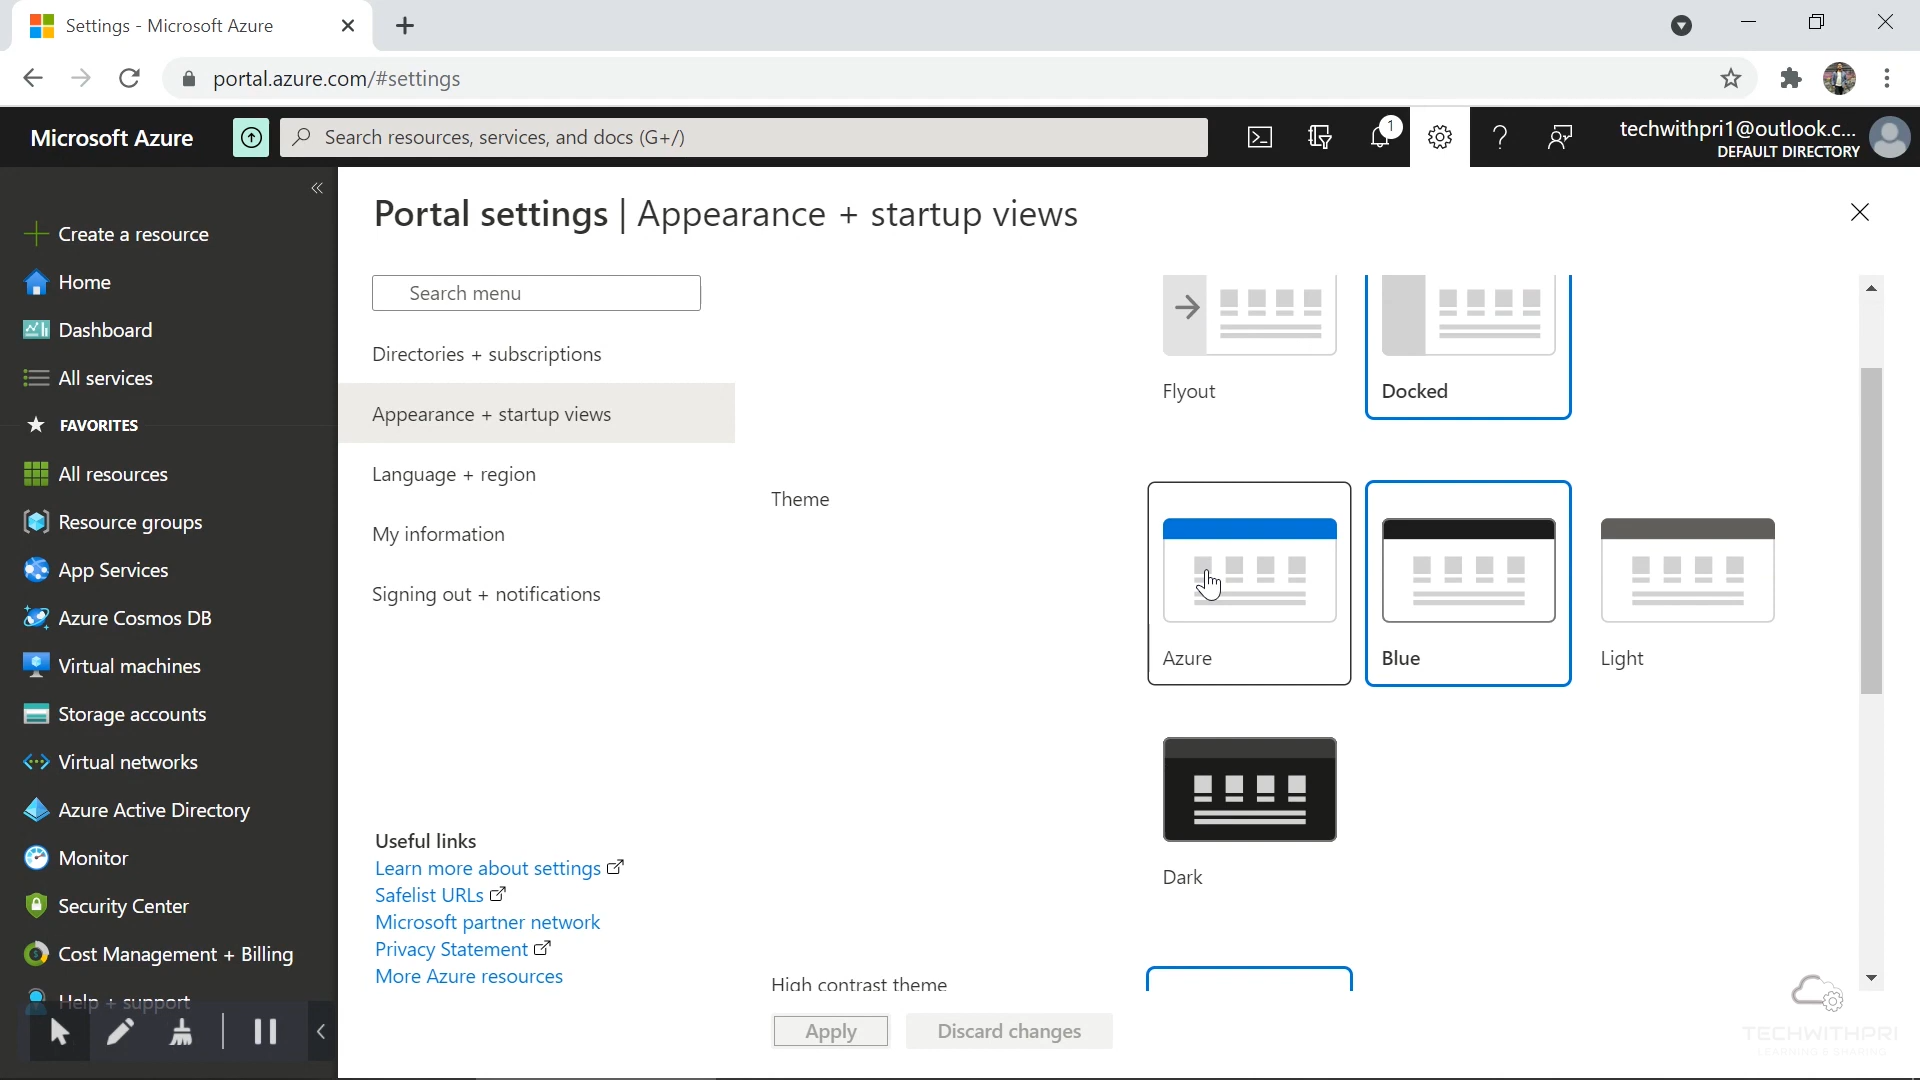 Settings - Microsoft Azure
portal.azure.com/#settings
Microsoft Azure
Search resources, services, and docs (G+/)
1
techwithpri1@outlook.c...
DEFAULT DIRECTORY
Create a resource
Home
Dashboard
All services
FAVORITES
All resources
Resource groups
App Services
Azure Cosmos DB
Virtual machines
Storage accounts
Virtual networks
Azure Active Directory
Monitor
Security Center
Cost Management + Billing
Help + support
Portal settings | Appearance + startup views
Search menu
Directories + subscriptions
Appearance + startup views
Language + region
My information
Signing out + notifications
Useful links
Learn more about settings
Safelist URLs
Microsoft partner network
Privacy Statement
More Azure resources
Flyout
Docked
Theme
Azure
Blue
Light
Dark
High contrast theme
Apply
Discard changes
TECHWITHPRI
LEARNING & SHARING